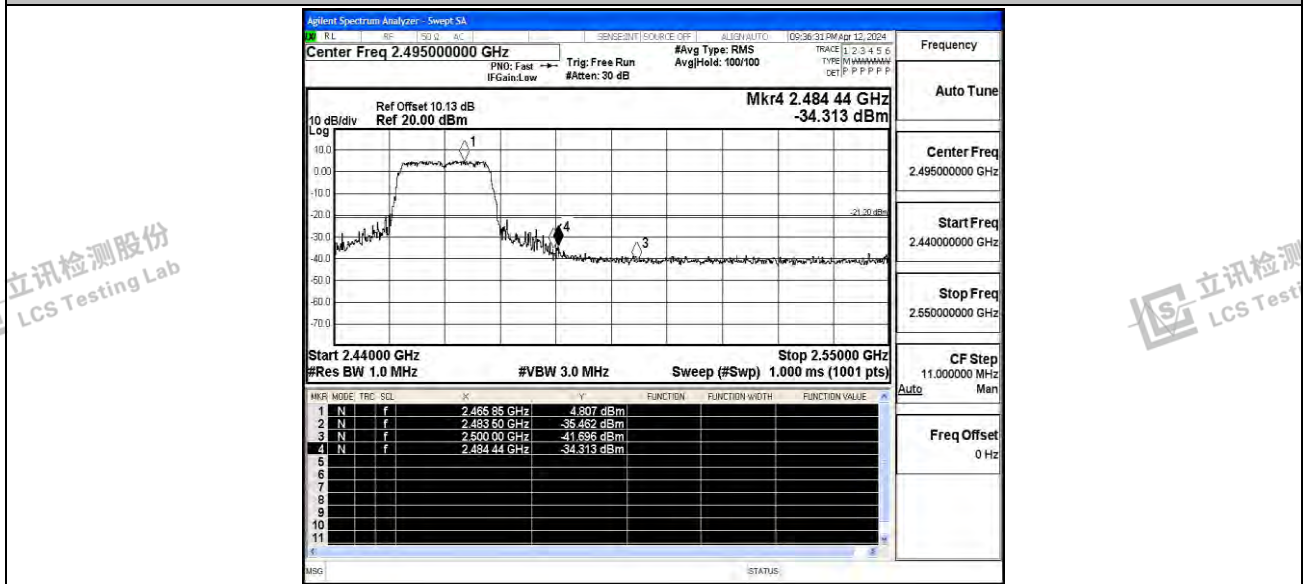 Agilent Spectrum Analyzer - Swept SA
RL RF 50 Ω AC SENSE:INT SOURCE OFF ALIGN AUTO 09:36:31 PM Apr 12, 2024
Center Freq 2.495000000 GHz
PNO: Fast
IFGain:Low
Trig: Free Run
#Atten: 30 dB
#Avg Type: RMS
Avg|Hold: 100/100
TRACE 1 2 3 4 5 6
TYPE M WWWWW
DET P P P P P P
Frequency
Auto Tune
Center Freq
2.495000000 GHz
Start Freq
2.440000000 GHz
Stop Freq
2.550000000 GHz
CF Step
11.000000 MHz
Auto Man
Freq Offset
0 Hz
Mkr4 2.484 44 GHz
-34.313 dBm
Ref Offset 10.13 dB
10 dB/div Ref 20.00 dBm
Log
10.0
0.00
-10.0
-20.0
-30.0
-40.0
-50.0
-60.0
-70.0
1
4
3
-21.20 dBm
Start 2.44000 GHz Stop 2.55000 GHz
#Res BW 1.0 MHz #VBW 3.0 MHz Sweep (#Swp) 1.000 ms (1001 pts)
MKR MODE TRC SCL X Y FUNCTION FUNCTION WIDTH FUNCTION VALUE
1 N f 2.465 85 GHz 4.807 dBm
2 N f 2.483 50 GHz -35.462 dBm
3 N f 2.500 00 GHz -41.696 dBm
4 N f 2.484 44 GHz -34.313 dBm
5
6
7
8
9
10
11
MSG STATUS
立讯检测股份
LCS Testing Lab
立讯检测
LCS Testi